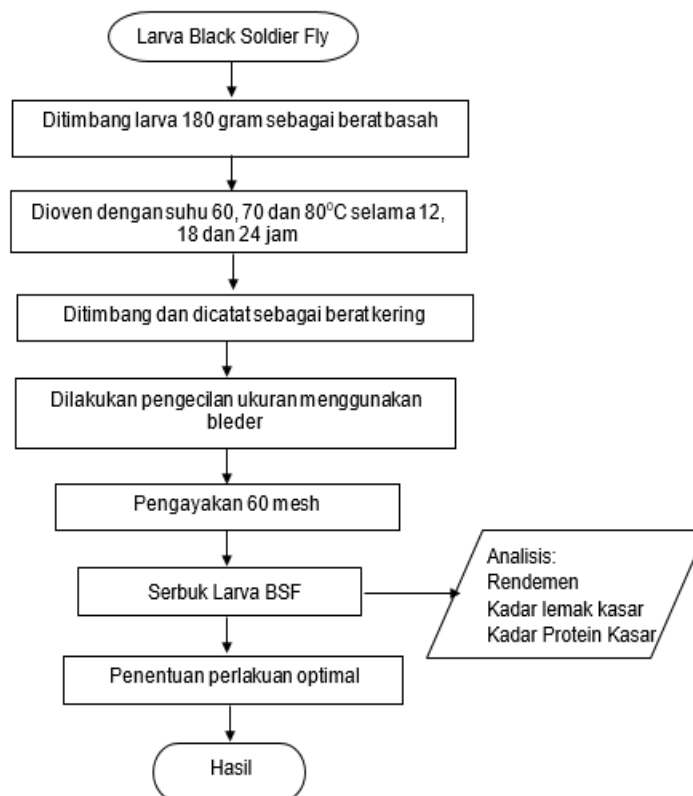 Larva Black Soldier Fly
Ditimbang larva 180 gram sebagai berat basah
Dioven dengan suhu 60, 70 dan 80°C selama 12,
18 dan 24 jam
Ditimbang dan dicatat sebagai berat kering
Dilakukan pengecilan ukuran menggunakan
bleder
Pengayakan 60 mesh
Serbuk Larva BSF
Analisis:
Rendemen
Kadar lemak kasar
Kadar Protein Kasar
Penentuan perlakuan optimal
Hasil